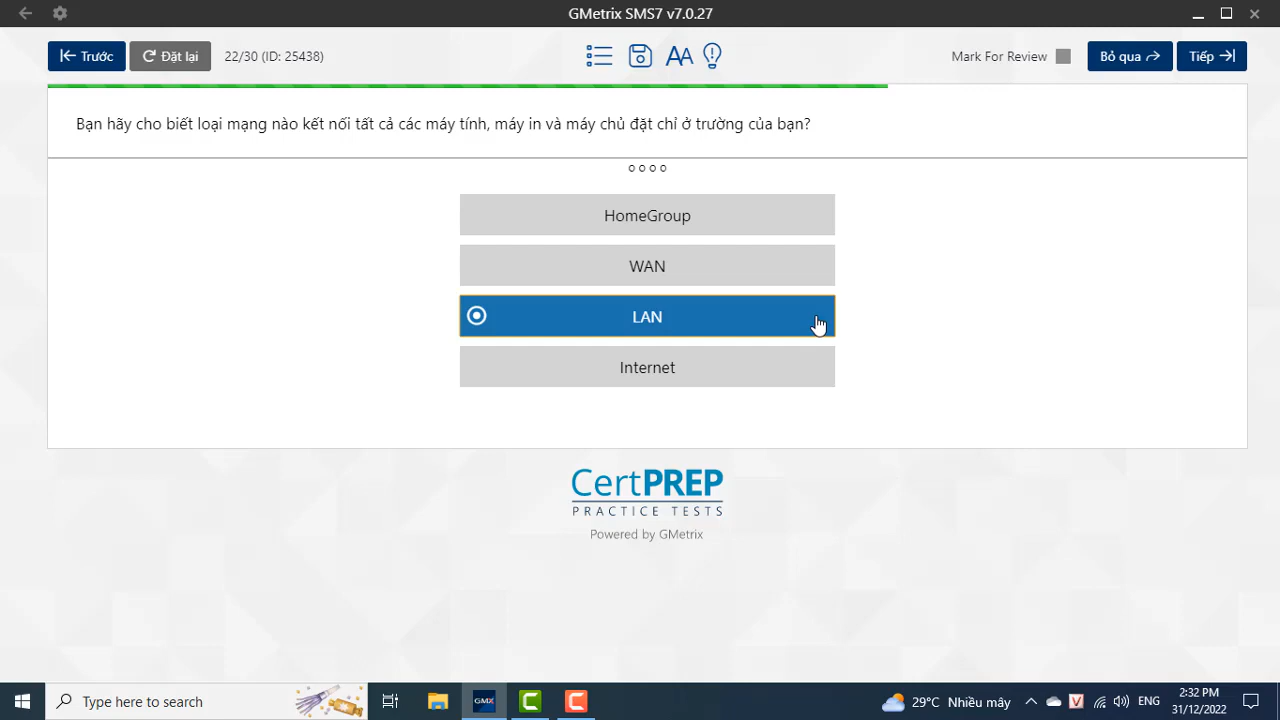 GMetrix SMS7 v7.0.27
Trước
Đặt lại
22/30 (ID: 25438)
AA
Mark For Review
Bỏ qua
Tiếp
Bạn hãy cho biết loại mạng nào kết nối tất cả các máy tính, máy in và máy chủ đặt chỉ ở trường của bạn?
HomeGroup
WAN
LAN
Internet
CertPREP
PRACTICE TESTS
Powered by GMetrix
Type here to search
GMX
C
C
29°C Nhiều mây
V
ENG
2:32 PM
31/12/2022